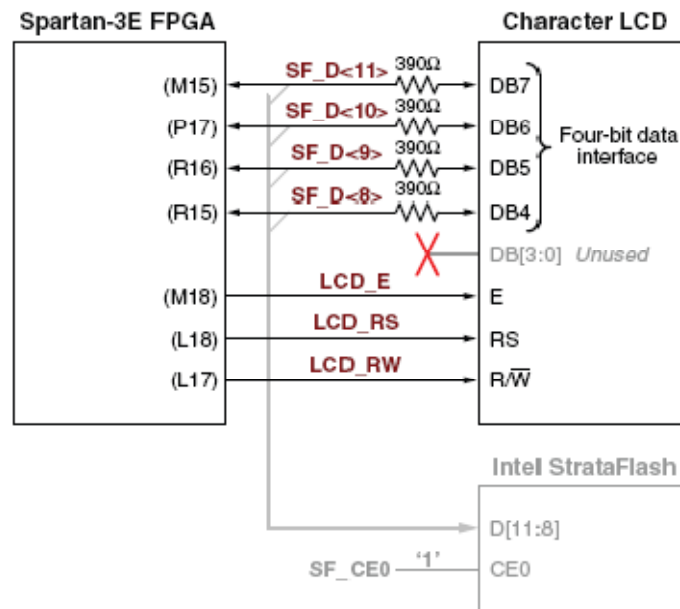 Spartan-3E FPGA
Character LCD
(M15) SF_D<11> 390Ω DB7
(P17) SF_D<10> 390Ω DB6
(R16) SF_D<9> 390Ω DB5
(R15) SF_D<8> 390Ω DB4
Four-bit data
interface
DB[3:0] Unused
(M18) LCD_E E
(L18) LCD_RS RS
(L17) LCD_RW R/W̅
Intel StrataFlash
D[11:8]
SF_CE0 ‘1’ CE0